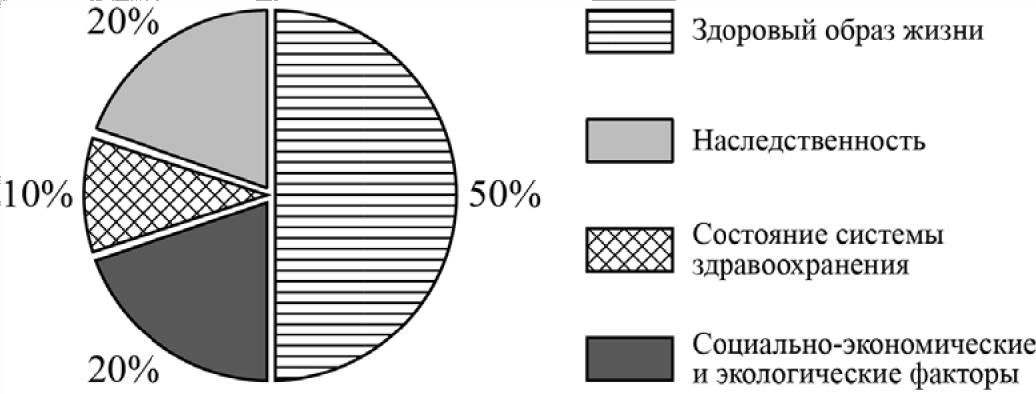 20%
10%
50%
20%
Здоровый образ жизни
Наследственность
Состояние системы
здравоохранения
Социально-экономические
и экологические факторы